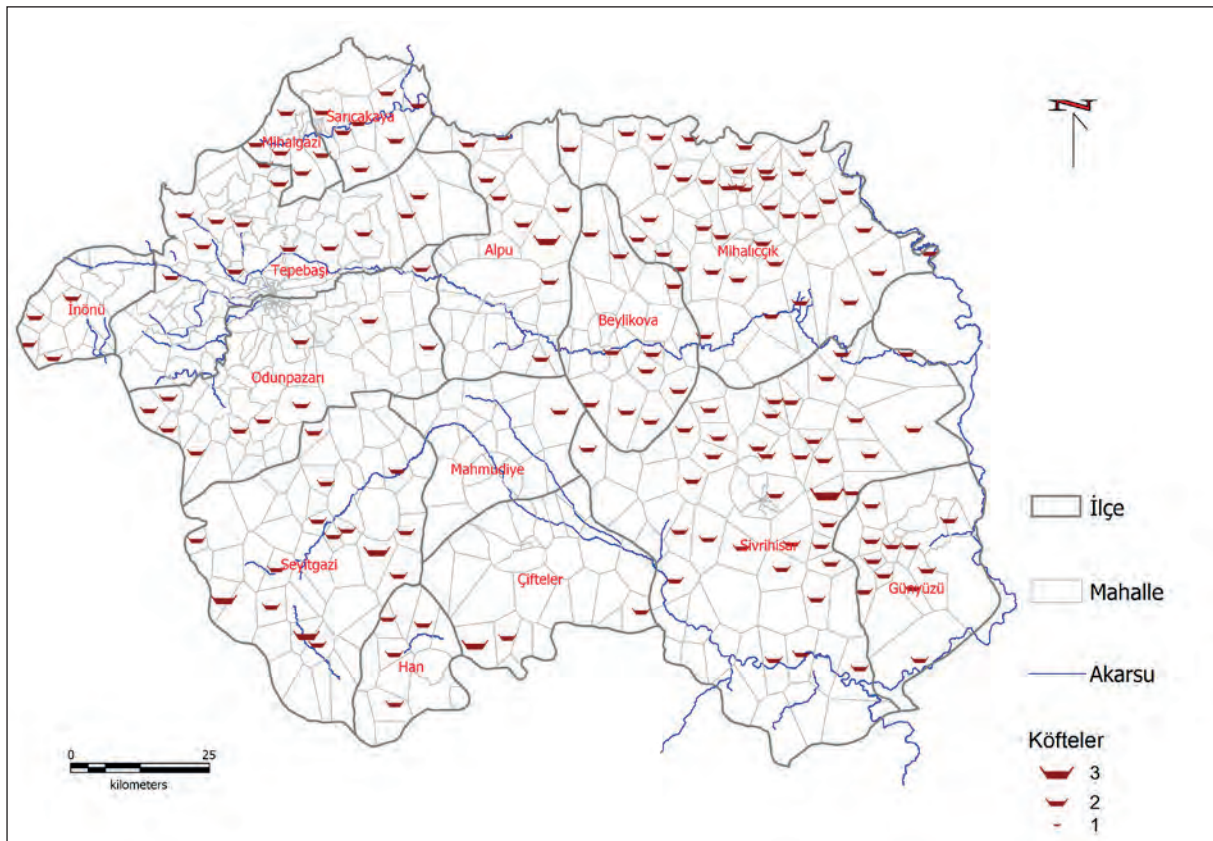 N
Sarıcakaya
Mihalgazi
Alpu
Mihalıççık
Tepebaşı
İnönü
Beylikova
Odunpazarı
Mahmudiye
Sivrihisar
Seyitgazi
Çifteler
Günyüzü
Han
İlçe
Mahalle
Akarsu
Köfteler
3
2
1
0 25
kilometers